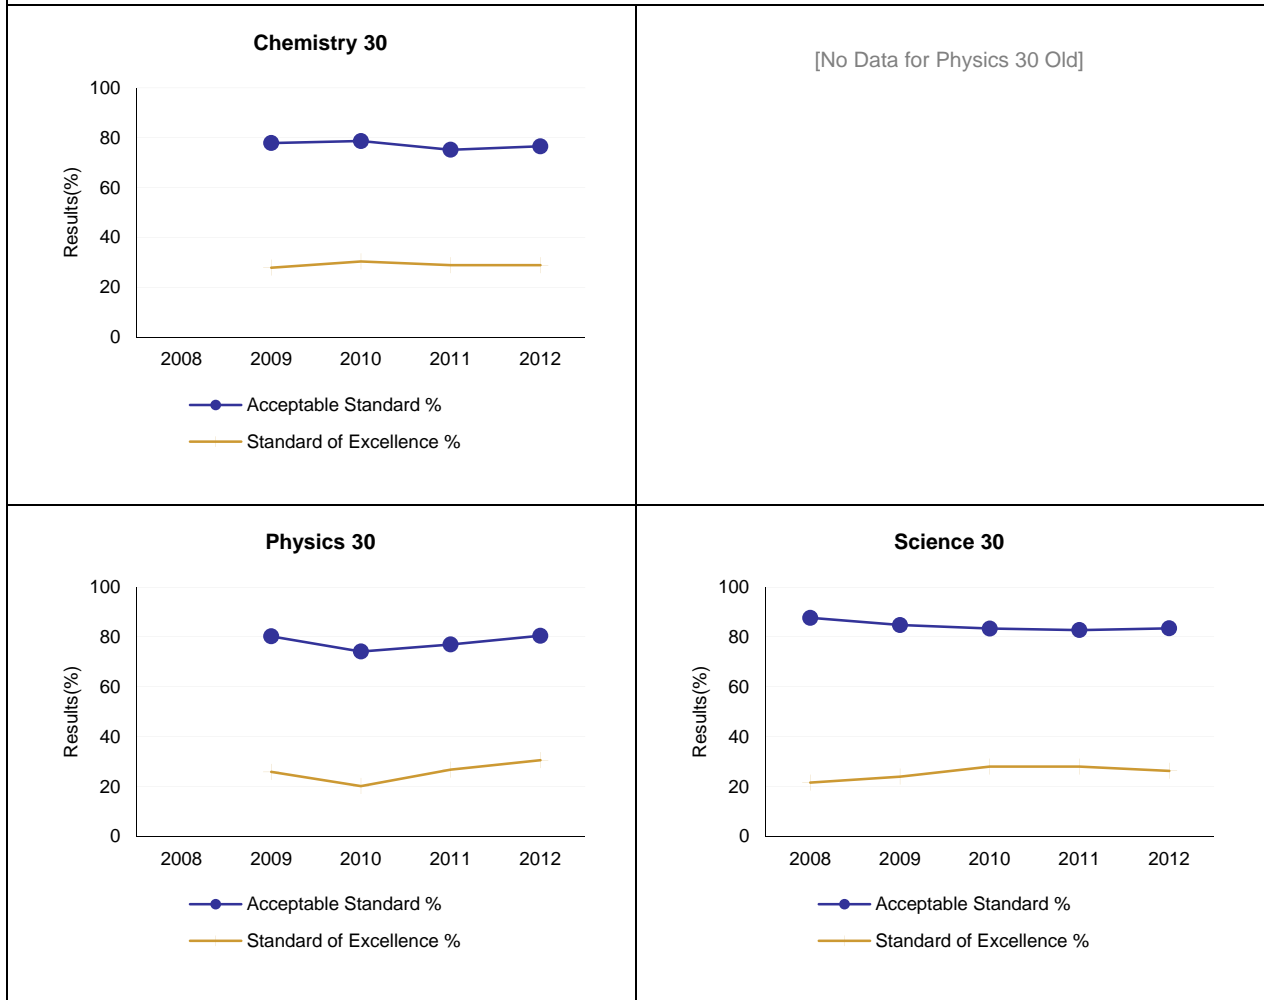 Chemistry 30
100
80
60
40
20
0
Results(%)
2008 2009 2010 2011 2012
Acceptable Standard %
Standard of Excellence %
[No Data for Physics 30 Old]
Physics 30
100
80
60
40
20
0
Results(%)
2008 2009 2010 2011 2012
Acceptable Standard %
Standard of Excellence %
Science 30
100
80
60
40
20
0
Results(%)
2008 2009 2010 2011 2012
Acceptable Standard %
Standard of Excellence %